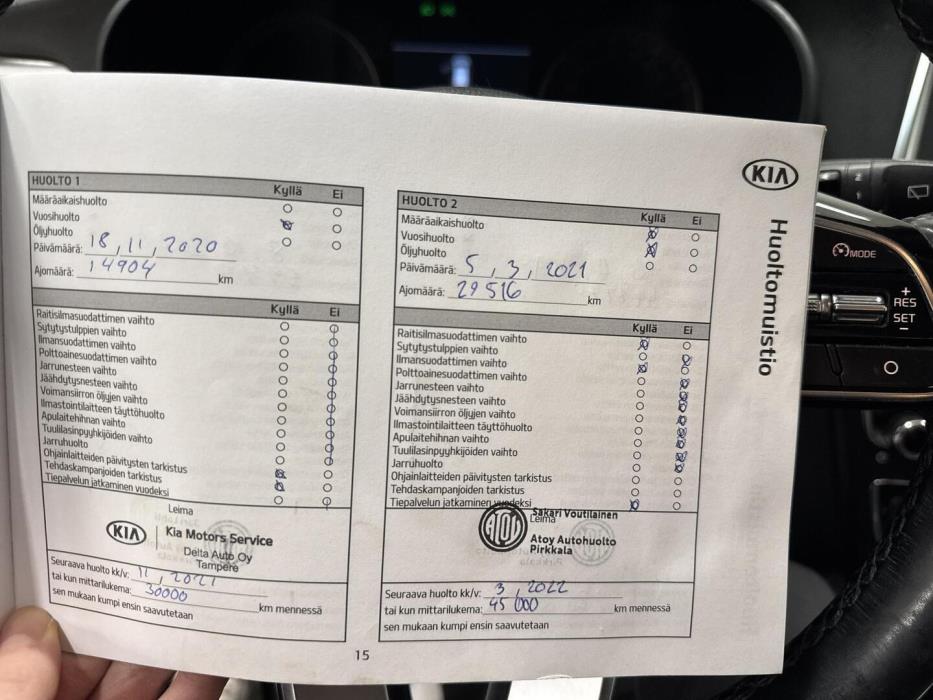 HUOLTO 1
Kyllä Ei
Määräaikaishuolto
Vuosihuolto
Öljyhuolto
Päivämäärä: 18, 11, 2020
Ajomäärä: 14904 km
Kyllä Ei
Raitisilmasuodattimen vaihto
Sytytystulppien vaihto
Ilmansuodattimen vaihto
Polttoainesuodattimen vaihto
Jarrunesteen vaihto
Jäähdytysnesteen vaihto
Voimansiirron öljyjen vaihto
Ilmastointilaitteen täyttöhuolto
Apulaitehihnan vaihto
Tuulilasinpyyhkijöiden vaihto
Jarruhuolto
Ohjainlaitteiden päivitysten tarkistus
Tehdaskampanjoiden tarkistus
Tiepalvelun jatkaminen vuodeksi
Leima
KIA Kia Motors Service
Delta Auto Oy
Tampere
Seuraava huolto kk/v: 11, 2021
tai kun mittarilukema: 30000 km mennessä
sen mukaan kumpi ensin saavutetaan
HUOLTO 2
Kyllä Ei
Määräaikaishuolto
Vuosihuolto
Öljyhuolto
Päivämäärä: 5, 3, 2021
Ajomäärä: 29 516 km
Kyllä Ei
Raitisilmasuodattimen vaihto
Sytytystulppien vaihto
Ilmansuodattimen vaihto
Polttoainesuodattimen vaihto
Jarrunesteen vaihto
Jäähdytysnesteen vaihto
Voimansiirron öljyjen vaihto
Ilmastointilaitteen täyttöhuolto
Apulaitehihnan vaihto
Tuulilasinpyyhkijöiden vaihto
Jarruhuolto
Ohjainlaitteiden päivitysten tarkistus
Tehdaskampanjoiden tarkistus
Tiepalvelun jatkaminen vuodeksi
Sakari Voutilainen
Leima
Atoy Autohuolto
Pirkkala
Seuraava huolto kk/v: 3, 2022
tai kun mittarilukema: 45 000 km mennessä
sen mukaan kumpi ensin saavutetaan
15
KIA
Huoltomuistio
MODE
+
RES
SET
−